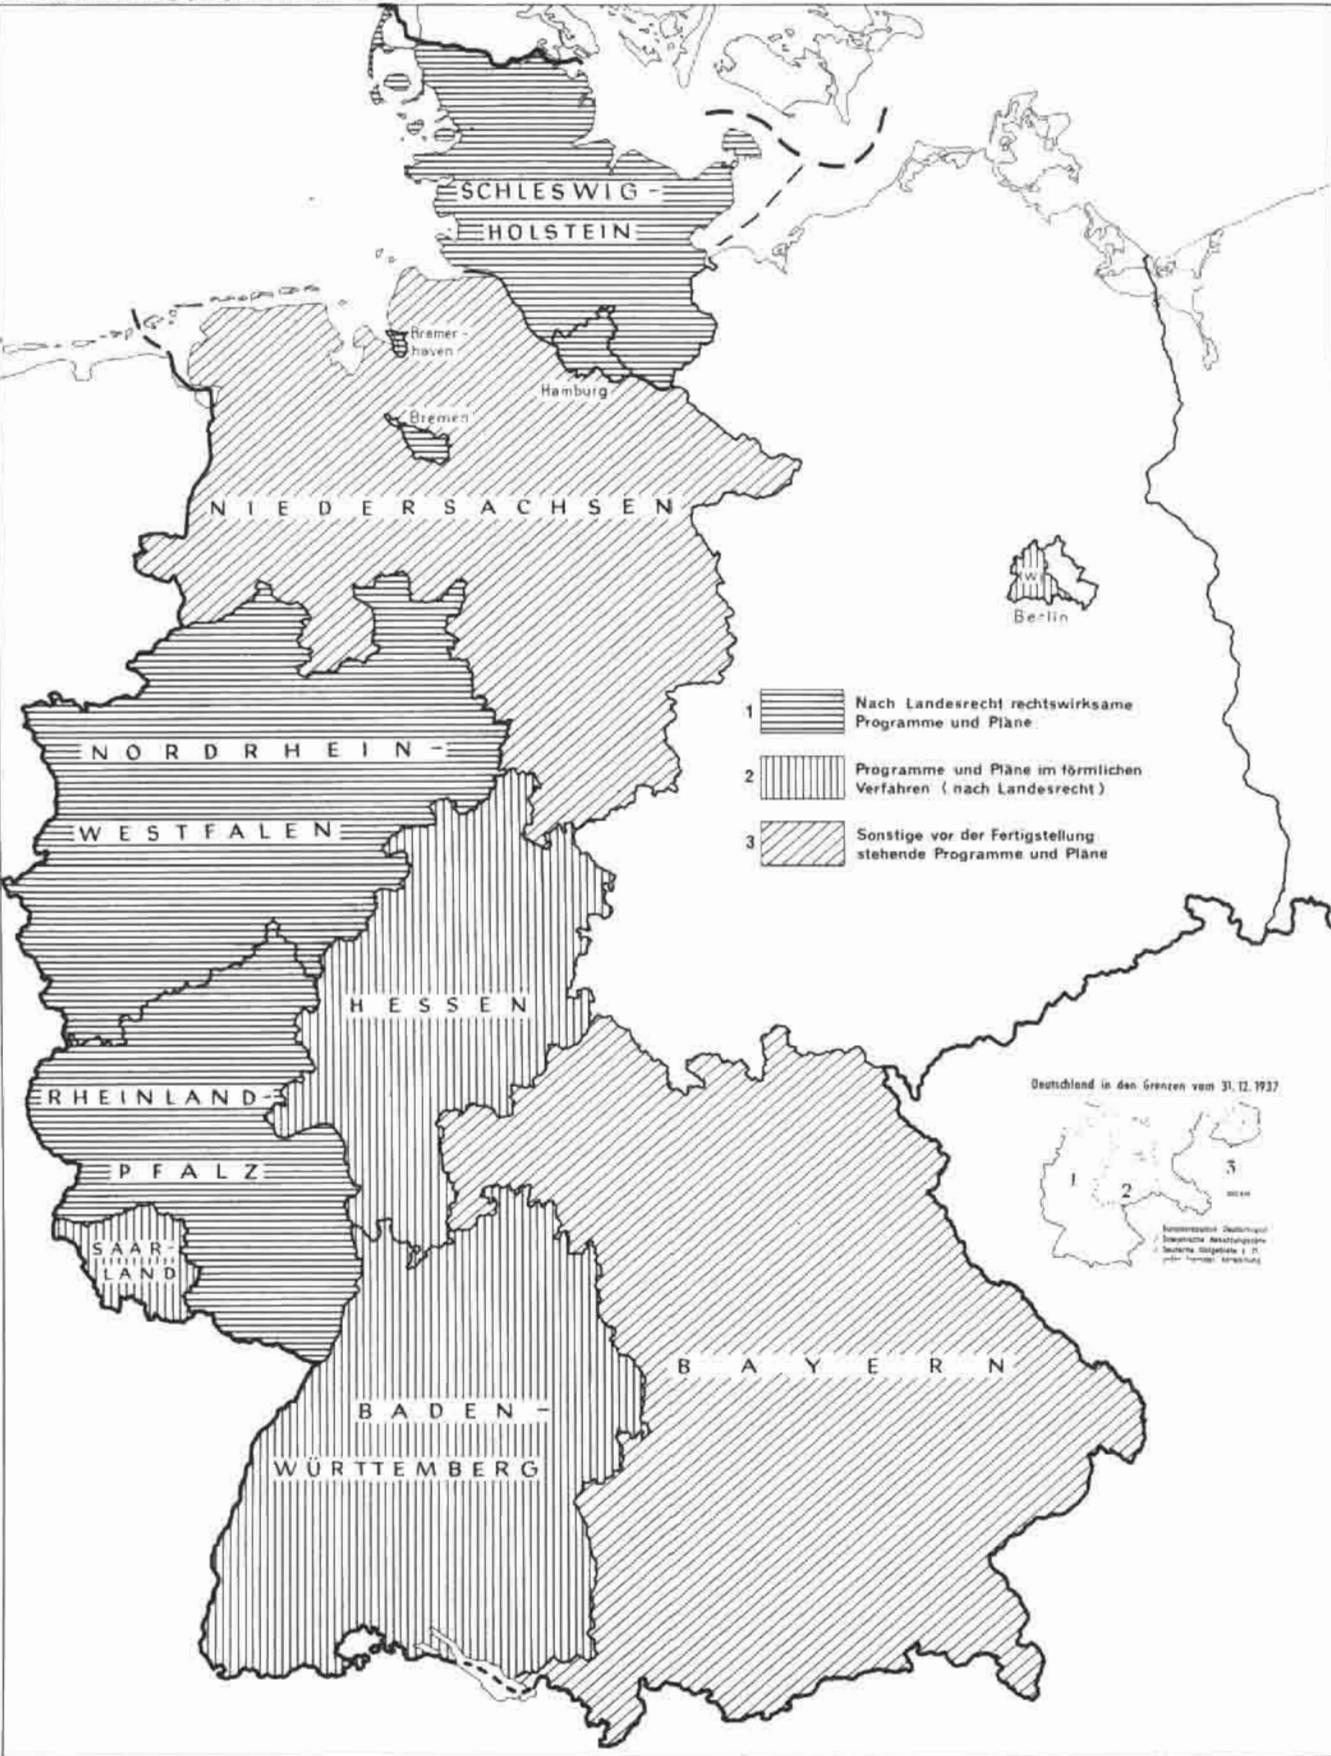 SCHLESWIG-
HOLSTEIN
Bremer-
haven
Hamburg
Bremen
NIEDERSACHSEN
W
Berlin
1 Nach Landesrecht rechtswirksame
Programme und Pläne
2 Programme und Pläne im förmlichen
Verfahren (nach Landesrecht)
3 Sonstige vor der Fertigstellung
stehende Programme und Pläne
NORDRHEIN-
WESTFALEN
HESSEN
RHEINLAND-
PFALZ
SAAR-
LAND
Deutschland in den Grenzen vom 31.12.1937
1
2
3
BAYERN
BADEN-
WÜRTTEMBERG